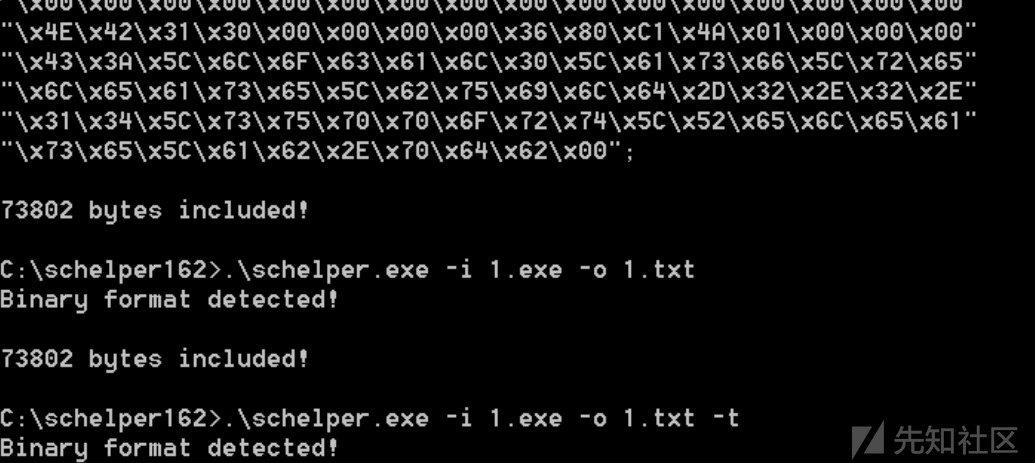 \x00\x00\x00\x00\x00\x00\x00\x00\x00\x00\x00\x00\x00\x00\x00\x00
"\x4E\x42\x31\x30\x00\x00\x00\x00\x36\x80\xC1\x4A\x01\x00\x00\x00"
"\x43\x3A\x5C\x6C\x6F\x63\x61\x6C\x30\x5C\x61\x73\x66\x5C\x72\x65"
"\x6C\x65\x61\x73\x65\x5C\x62\x75\x69\x6C\x64\x2D\x32\x2E\x32\x2E"
"\x31\x34\x5C\x73\x75\x70\x70\x6F\x72\x74\x5C\x52\x65\x6C\x65\x61"
"\x73\x65\x5C\x61\x62\x2E\x70\x64\x62\x00";
73802 bytes included!
C:\schelper162>.\schelper.exe -i 1.exe -o 1.txt
Binary format detected!
73802 bytes included!
C:\schelper162>.\schelper.exe -i 1.exe -o 1.txt -t
Binary format detected!
先知社区